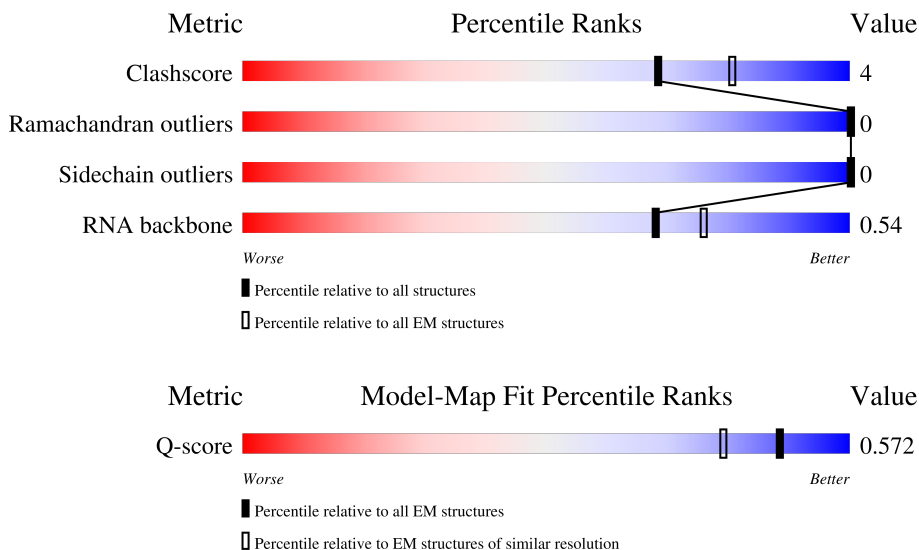 Metric Percentile Ranks Value
Clashscore 4
Ramachandran outliers 0
Sidechain outliers 0
RNA backbone 0.54
Worse Better
Percentile relative to all structures
Percentile relative to all EM structures
Metric Model-Map Fit Percentile Ranks Value
Q-score 0.572
Worse Better
Percentile relative to all EM structures
Percentile relative to EM structures of similar resolution